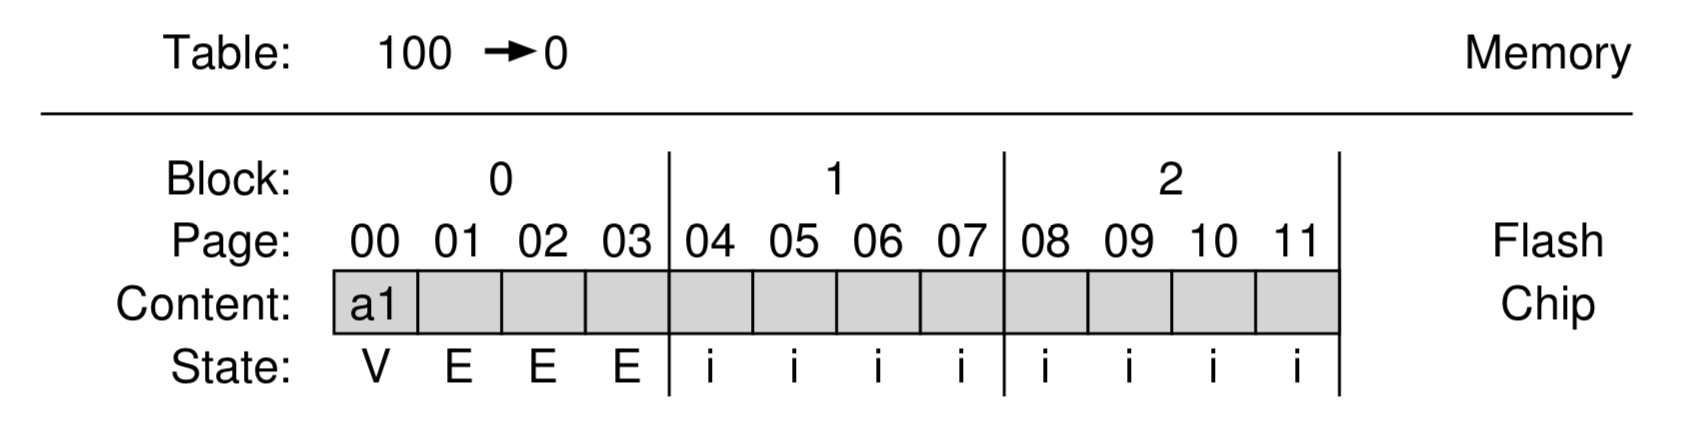 Table: 100 → 0 Memory
Block: 0 1 2
Page: 00 01 02 03 04 05 06 07 08 09 10 11 Flash
Content: a1 Chip
State: V E E E i i i i i i i i